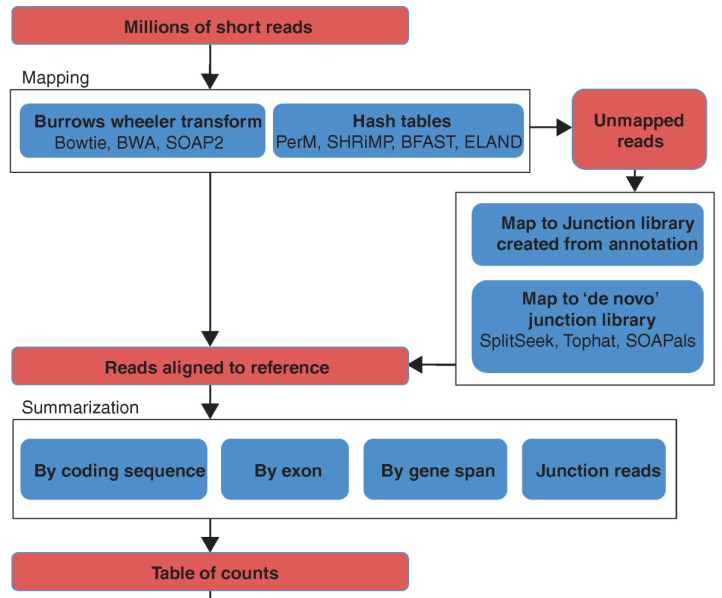 Millions of short reads
Mapping
Burrows wheeler transform
Bowtie, BWA, SOAP2
Hash tables
PerM, SHRiMP, BFAST, ELAND
Unmapped
reads
Map to Junction library
created from annotation
Map to ‘de novo’
junction library
SplitSeek, Tophat, SOAPals
Reads aligned to reference
Summarization
By coding sequence
By exon
By gene span
Junction reads
Table of counts